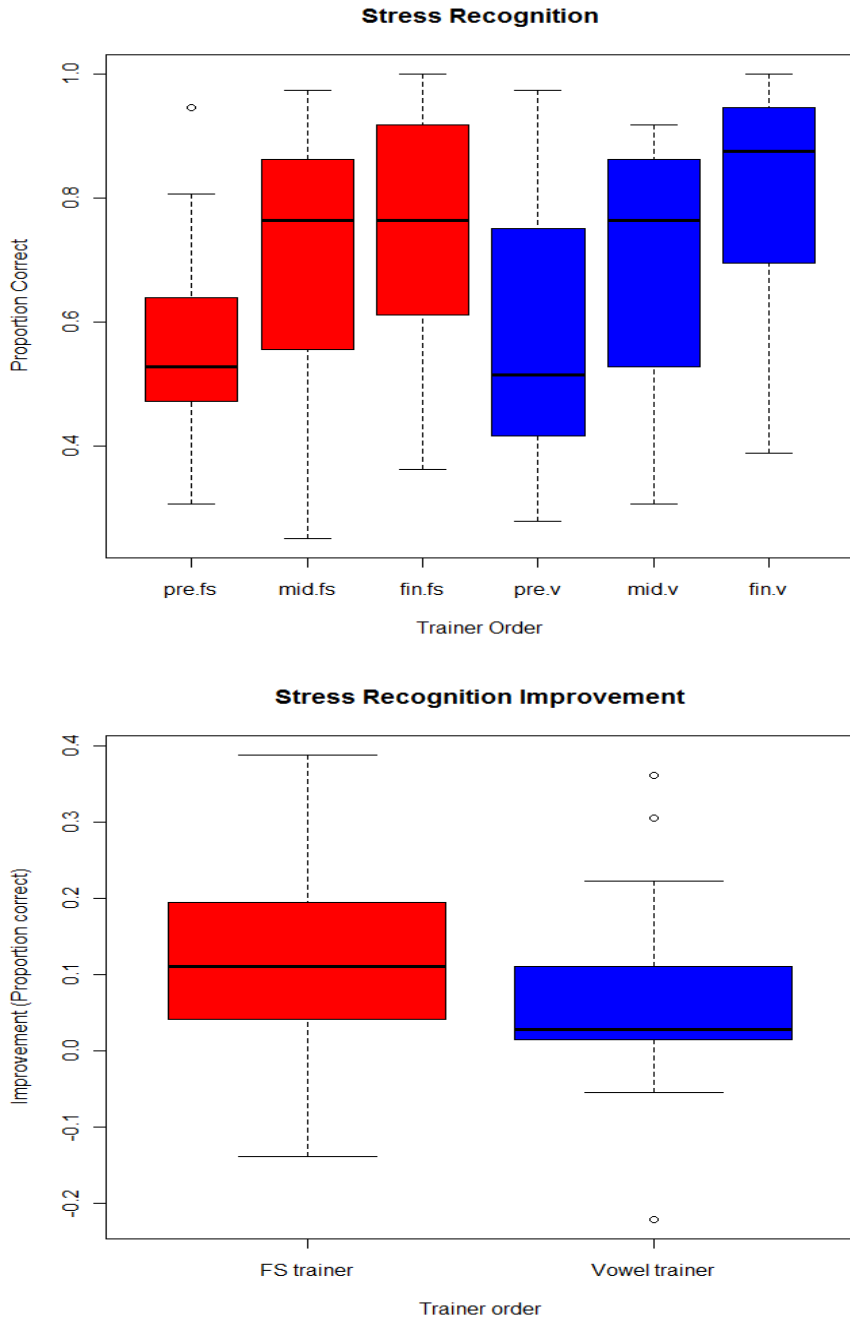 Stress Recognition
Proportion Correct
1.0
0.8
0.6
0.4
pre.fs mid.fs fin.fs pre.v mid.v fin.v
Trainer Order
Stress Recognition Improvement
Improvement (Proportion correct)
0.4
0.3
0.2
0.1
0.0
-0.1
-0.2
FS trainer Vowel trainer
Trainer order